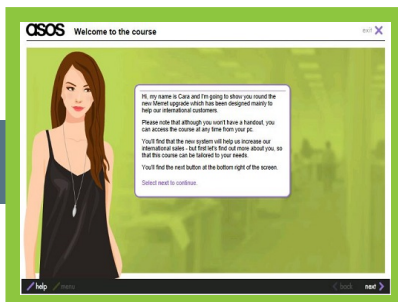 asos Welcome to the course
exit X
Hi, my name is Cara and I'm going to show you round the
new Merret upgrade which has been designed mainly to
help our international customers.
Please note that although you won't have a handout, you
can access the course at any time from your pc.
You'll find that the new system will help us increase our
international sales - but first let's find out more about you, so
that this course can be tailored to your needs.
You'll find the next button at the bottom right of the screen.
Select next to continue.
help menu
back next